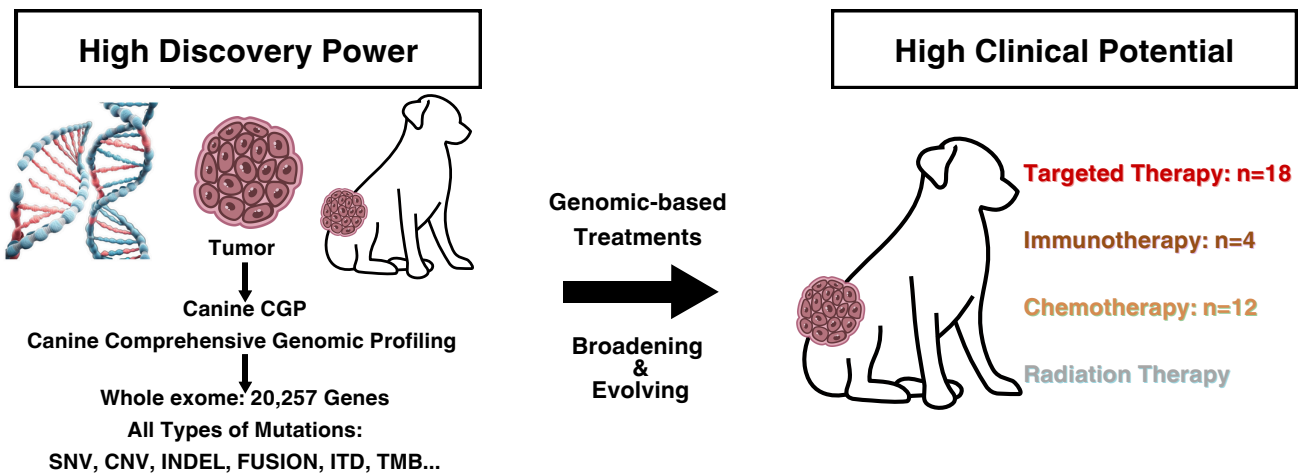 High Discovery Power
Tumor
Canine CGP
Canine Comprehensive Genomic Profiling
Whole exome: 20,257 Genes
All Types of Mutations:
SNV, CNV, INDEL, FUSION, ITD, TMB...
Genomic-based
Treatments
Broadening
&
Evolving
High Clinical Potential
Targeted Therapy: n=18
Immunotherapy: n=4
Chemotherapy: n=12
Radiation Therapy